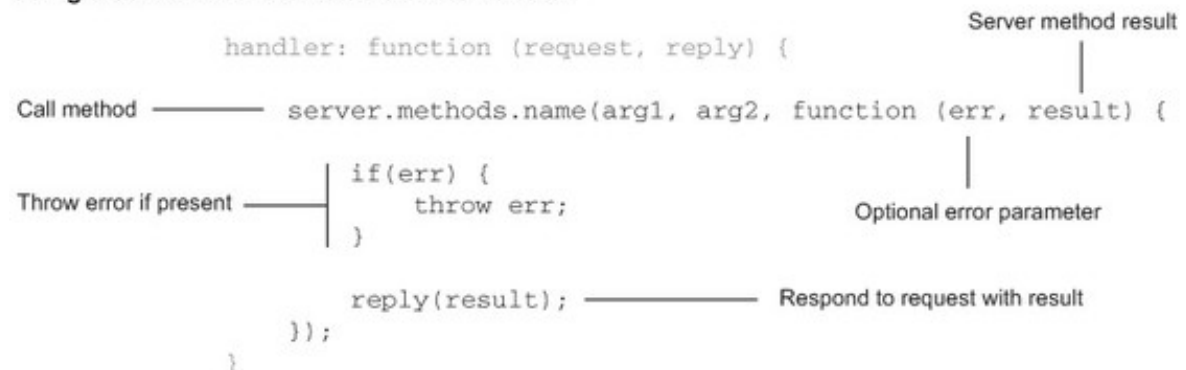 Server method result
handler: function (request, reply) {
Call method server.methods.name(arg1, arg2, function (err, result) {
if(err) {
Throw error if present throw err;
Optional error parameter
}
reply(result); Respond to request with result
});
}